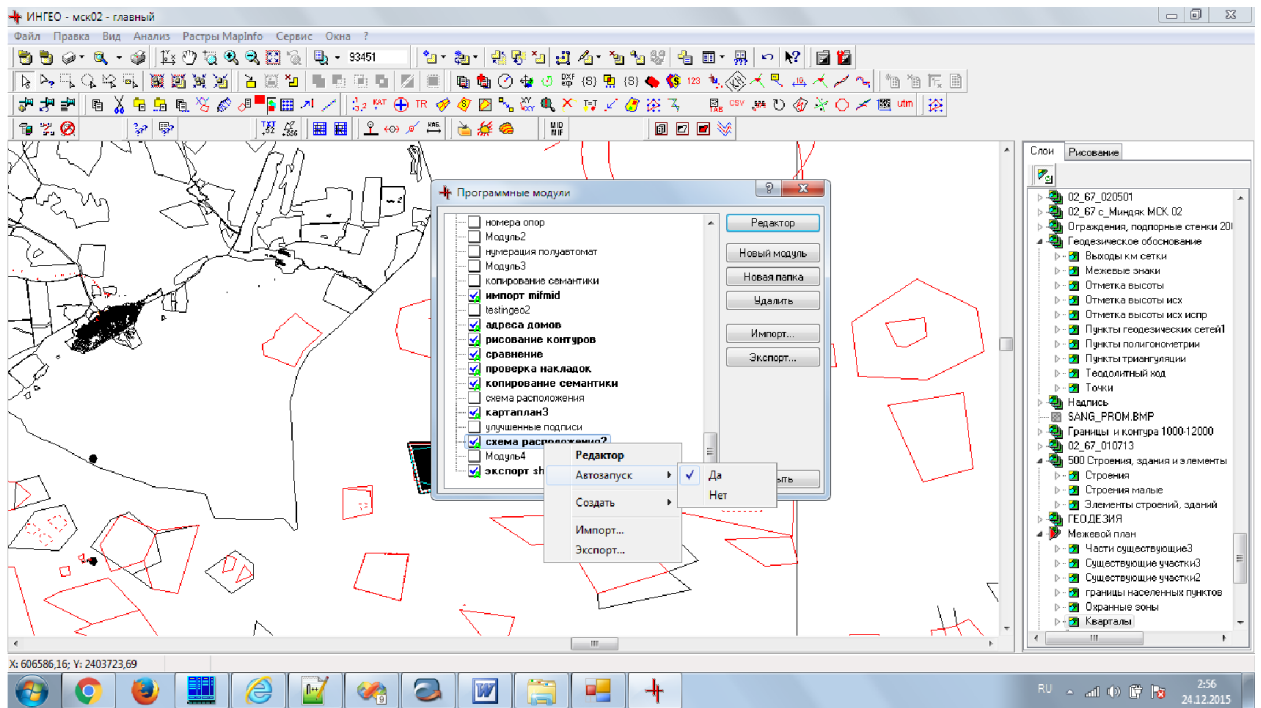 ИНГЕО - мск02 - главный
Файл Правка Вид Анализ Растры MapInfo Сервис Окна ?
93451
Слои Рисование
02_67_020501
02_67 с_Миндяк МСК 02
Ограждения, подпорные стенки 20
Геодезическое обоснование
Выходы км сетки
Межевые знаки
Отметка высоты
Отметка высоты исх
Отметка высоты исх испр
Пункты геодезических сетей1
Пункты полигонометрии
Пункты триангуляции
Теодолитный ход
Точки
Надпись
SANG_PROM.BMP
Границы и контура 1000-12000
02_67_010713
500 Строения, здания и элементы
Строения
Строения малые
Элементы строений, зданий
ГЕОДЕЗИЯ
Межевой план
Части существующие3
Существующие участки3
Существующие участки2
границы населенных пунктов
Охранные зоны
Кварталы
Программные модули
номера опор
Модуль2
нумерация полуавтомат
Модуль3
копирование семантики
импорт mifmid
testingeo2
адреса домов
рисование контуров
сравнение
проверка накладок
копирование семантики
схема расположения
картаплан3
улучшенные подписи
схема расположения2
Модуль4
экспорт sh
Редактор
Новый модуль
Новая папка
Удалить
Импорт...
Экспорт...
ыть
Редактор
Автозапуск
Создать
Импорт...
Экспорт...
Да
Нет
X: 606586,16; Y: 2403723,69
RU
2:56
24.12.2015